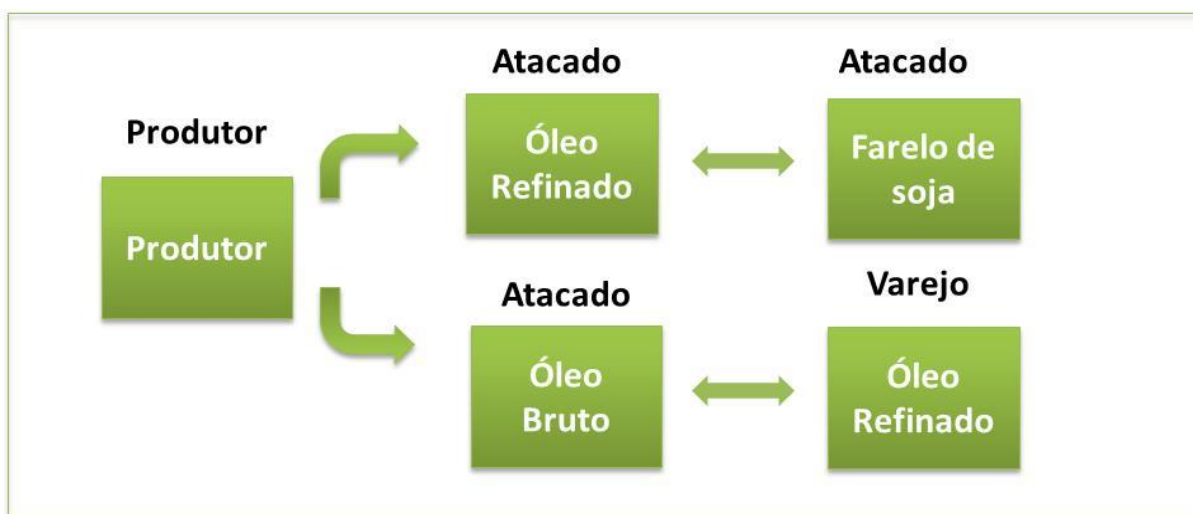 Produtor
Produtor
Atacado
Óleo
Refinado
Atacado
Farelo de
soja
Atacado
Óleo
Bruto
Varejo
Óleo
Refinado